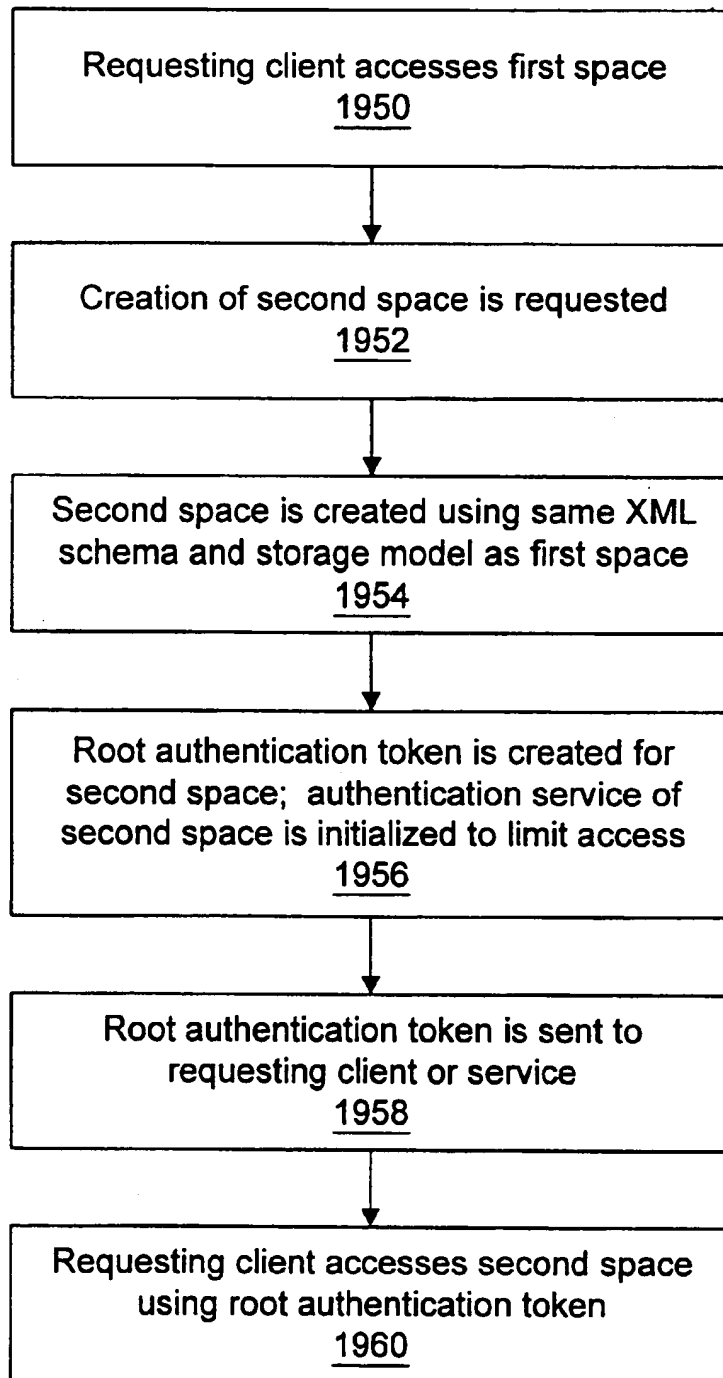 Requesting client accesses first space
1950
Creation of second space is requested
1952
Second space is created using same XML
schema and storage model as first space
1954
Root authentication token is created for
second space; authentication service of
second space is initialized to limit access
1956
Root authentication token is sent to
requesting client or service
1958
Requesting client accesses second space
using root authentication token
1960